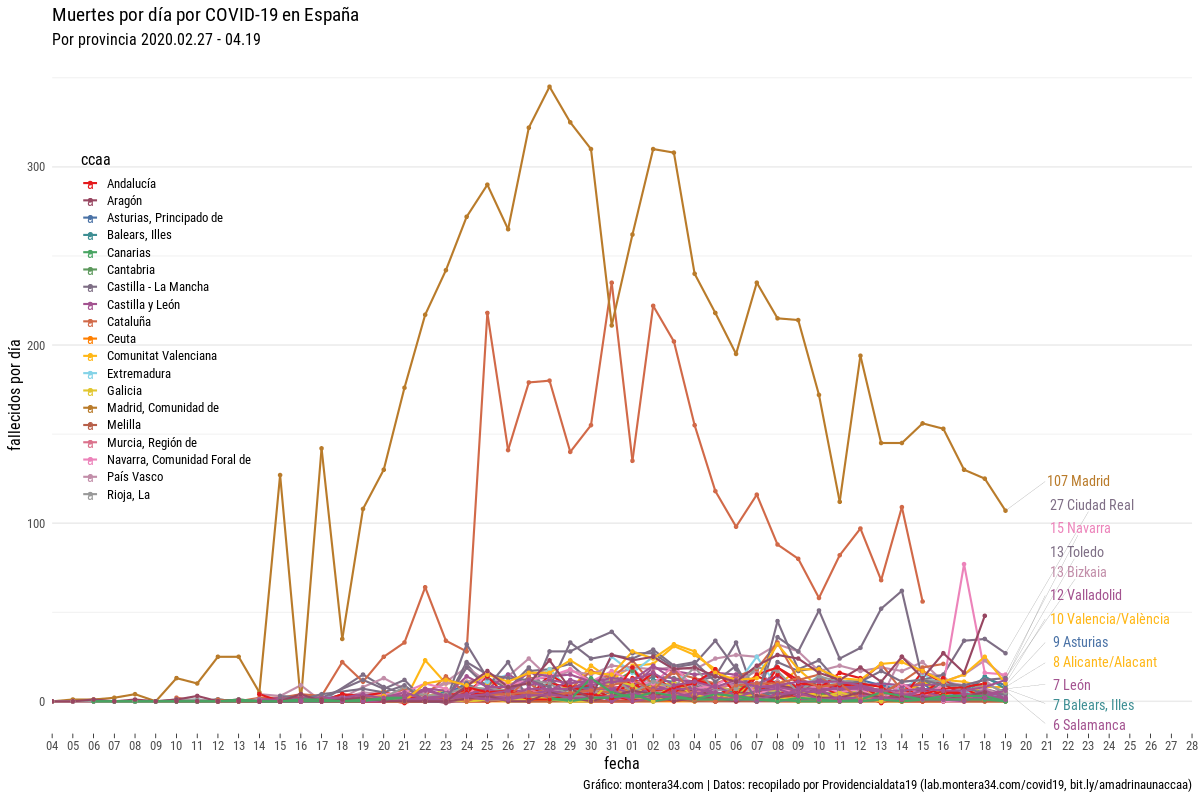 Muertes por día por COVID-19 en España
Por provincia 2020.02.27 - 04.19
fallecidos por día
300
200
100
0
ccaa
Andalucía
Aragón
Asturias, Principado de
Balears, Illes
Canarias
Cantabria
Castilla - La Mancha
Castilla y León
Cataluña
Ceuta
Comunitat Valenciana
Extremadura
Galicia
Madrid, Comunidad de
Melilla
Murcia, Región de
Navarra, Comunidad Foral de
País Vasco
Rioja, La
107 Madrid
27 Ciudad Real
15 Navarra
13 Toledo
13 Bizkaia
12 Valladolid
10 Valencia/València
9 Asturias
8 Alicante/Alacant
7 León
7 Balears, Illes
6 Salamanca
04 05 06 07 08 09 10 11 12 13 14 15 16 17 18 19 20 21 22 23 24 25 26 27 28 29 30 31 01 02 03 04 05 06 07 08 09 10 11 12 13 14 15 16 17 18 19 20 21 22 23 24 25 26 27 28
fecha
Gráfico: montera34.com | Datos: recopilado por Providencialdata19 (lab.montera34.com/covid19, bit.ly/amadrinaunaccaa)